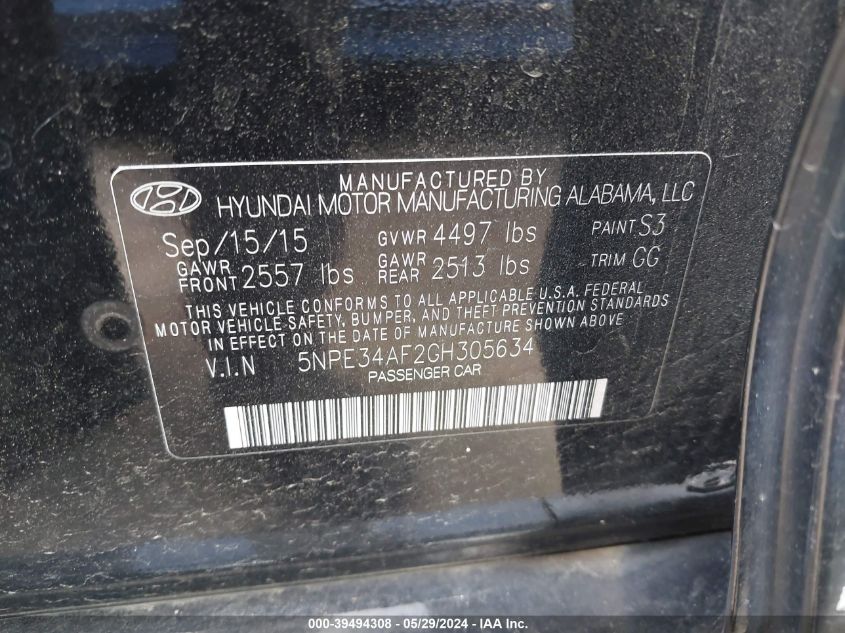 MANUFACTURED BY
HYUNDAI MOTOR MANUFACTURING ALABAMA, LLC
Sep/15/15 GVWR 4497 lbs PAINT S3
GAWR FRONT 2557 lbs GAWR REAR 2513 lbs TRIM GG
THIS VEHICLE CONFORMS TO ALL APPLICABLE U.S.A. FEDERAL
MOTOR VEHICLE SAFETY, BUMPER, AND THEFT PREVENTION STANDARDS
IN EFFECT ON THE DATE OF MANUFACTURE SHOWN ABOVE
V.I.N 5NPE34AF2GH305634
PASSENGER CAR
000-39494308 - 05/29/2024 - IAA Inc.